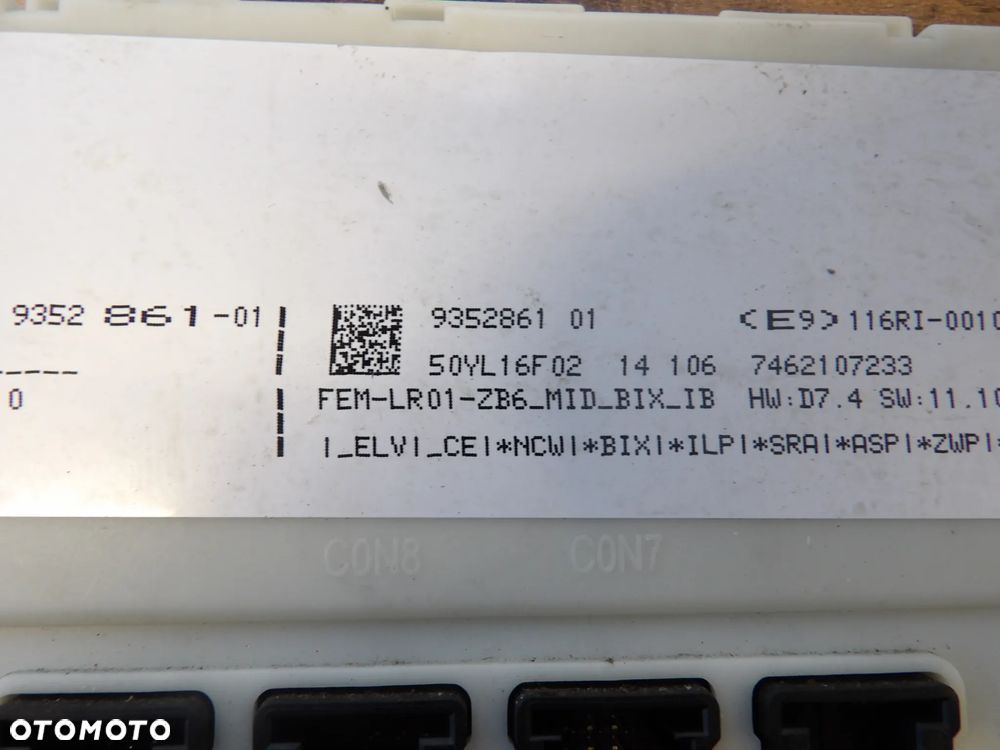 9352 861-01
0
9352861 01
<E9>116RI-0010
50YL16F02 14 106 7462107233
FEM-LR01-ZB6_MID_BIX_IB HW:D7.4 SW:11.10
|_ELV|_CE|*NCW|*BIX|*ILP|*SRA|*ASP|*ZWP|*
CON8 CON7
OTOMOTO